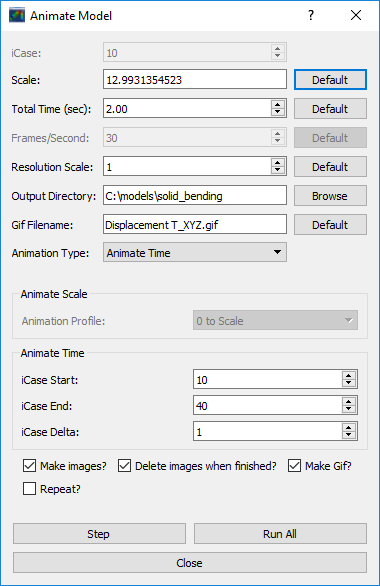 Animate Model
iCase: 10
Scale: 12.9931354523 Default
Total Time (sec): 2.00 Default
Frames/Second: 30 Default
Resolution Scale: 1 Default
Output Directory: C:\models\solid_bending Browse
Gif Filename: Displacement T_XYZ.gif Default
Animation Type: Animate Time
Animate Scale
Animation Profile: 0 to Scale
Animate Time
iCase Start: 10
iCase End: 40
iCase Delta: 1
Make images? Delete images when finished? Make Gif?
Repeat?
Step Run All
Close